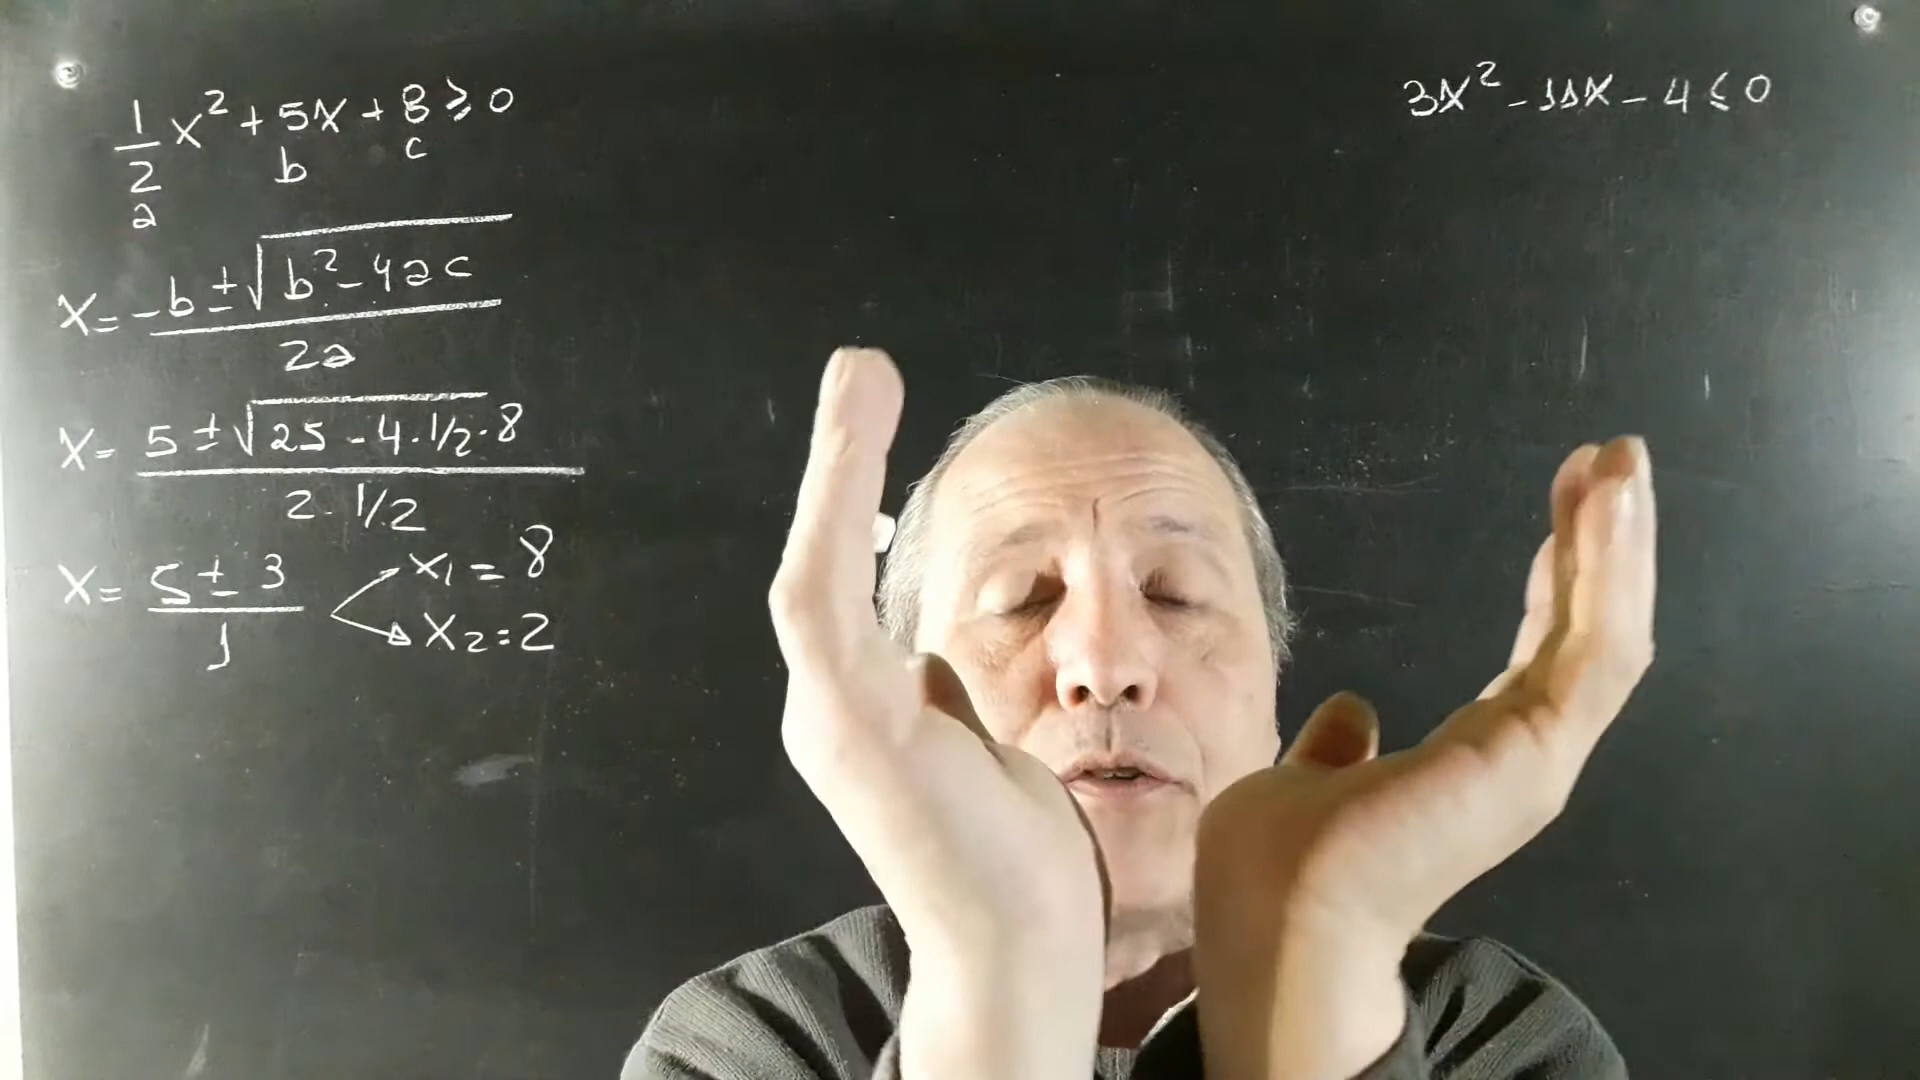 1/2 x² + 5x + 8 ≥ 0
a b c
x = -b ± √(b² - 4ac) / 2a
x = 5 ± √(25 - 4 · 1/2 · 8) / 2 · 1/2
x = 5 ± 3 / 1
x₁ = 8
x₂ = 2
3x² - 11x - 4 ≤ 0